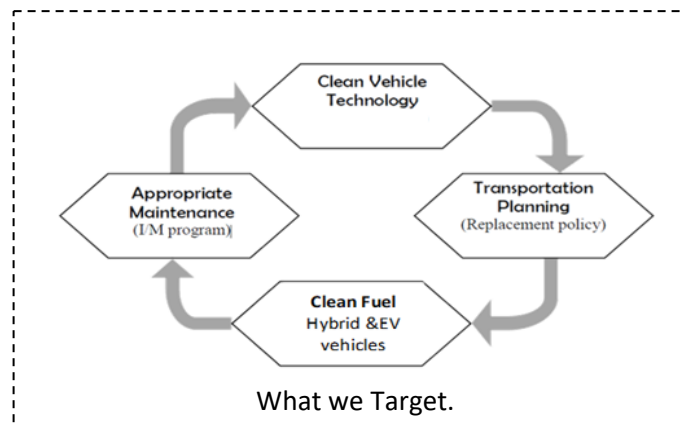 Clean Vehicle
Technology
Appropriate
Maintenance
(I/M program)
Transportation
Planning
(Replacement policy)
Clean Fuel
Hybrid &EV
vehicles
What we Target.